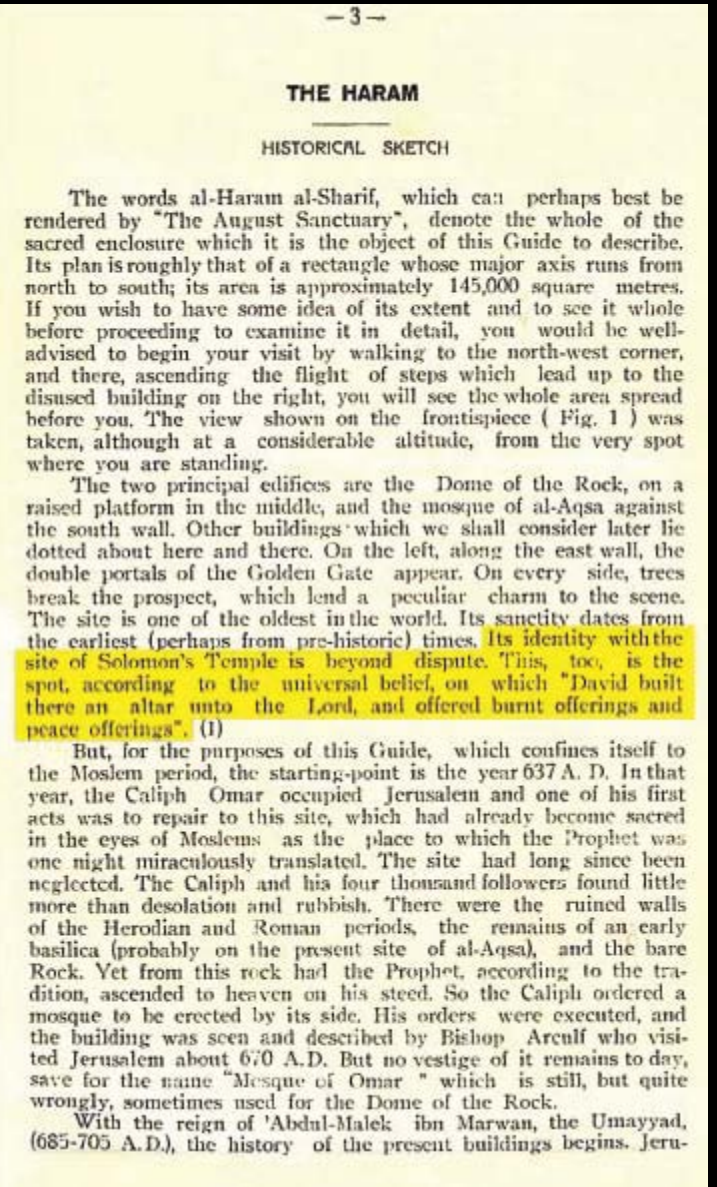 —3—
THE HARAM
HISTORICAL SKETCH
The words al-Haram al-Sharif, which can perhaps best be
rendered by "The August Sanctuary", denote the whole of the
sacred enclosure which it is the object of this Guide to describe.
Its plan is roughly that of a rectangle whose major axis runs from
north to south; its area is approximately 145,000 square metres.
If you wish to have some idea of its extent and to see it whole
before proceeding to examine it in detail, you would be well-
advised to begin your visit by walking to the north-west corner,
and there, ascending the flight of steps which lead up to the
disused building on the right, you will see the whole area spread
before you. The view shown on the frontispiece ( Fig. 1 ) was
taken, although at a considerable altitude, from the very spot
where you are standing.
The two principal edifices are the Dome of the Rock, on a
raised platform in the middle, and the mosque of al-Aqsa against
the south wall. Other buildings which we shall consider later lie
dotted about here and there. On the left, along the east wall, the
double portals of the Golden Gate appear. On every side, trees
break the prospect, which lend a peculiar charm to the scene.
The site is one of the oldest in the world. Its sanctity dates from
the earliest (perhaps from pre-historic) times. Its identity with the
site of Solomon's Temple is beyond dispute. This, too, is the
spot, according to the universal belief, on which "David built
there an altar unto the Lord, and offered burnt offerings and
peace offerings". (1)
But, for the purposes of this Guide, which confines itself to
the Moslem period, the starting-point is the year 637 A. D. In that
year, the Caliph Omar occupied Jerusalem and one of his first
acts was to repair to this site, which had already become sacred
in the eyes of Moslems as the place to which the Prophet was
one night miraculously translated. The site had long since been
neglected. The Caliph and his four thousand followers found little
more than desolation and rubbish. There were the ruined walls
of the Herodian and Roman periods, the remains of an early
basilica (probably on the present site of al-Aqsa), and the bare
Rock. Yet from this rock had the Prophet, according to the tra-
dition, ascended to heaven on his steed. So the Caliph ordered a
mosque to be erected by its side. His orders were executed, and
the building was seen and described by Bishop Arculf who visi-
ted Jerusalem about 670 A.D. But no vestige of it remains to day,
save for the name "Mosque of Omar " which is still, but quite
wrongly, sometimes used for the Dome of the Rock.
With the reign of 'Abdul-Malek ibn Marwan, the Umayyad,
(685-705 A.D.), the history of the present buildings begins. Jeru-